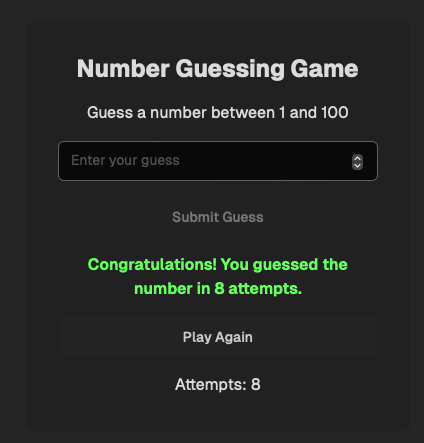 Number Guessing Game
Guess a number between 1 and 100
Enter your guess
Submit Guess
Congratulations! You guessed the
number in 8 attempts.
Play Again
Attempts: 8